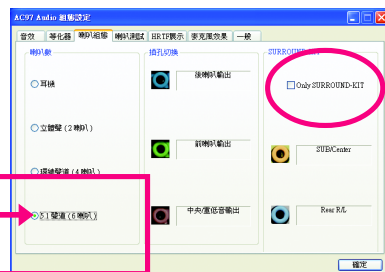 AC97 Audio 組態設定
音效 等化器 喇叭組態 喇叭測試 HRTF展示 麥克風效果 一般
喇叭數
插孔切換
SURROUND-KIT
耳機
後喇叭輸出
Only SURROUND-KIT
立體聲 (2 喇叭)
前喇叭輸出
SUB/Center
環繞聲道 (4 喇叭)
5.1聲道 (6 喇叭)
中央/重低音輸出
Rear R/L
確定